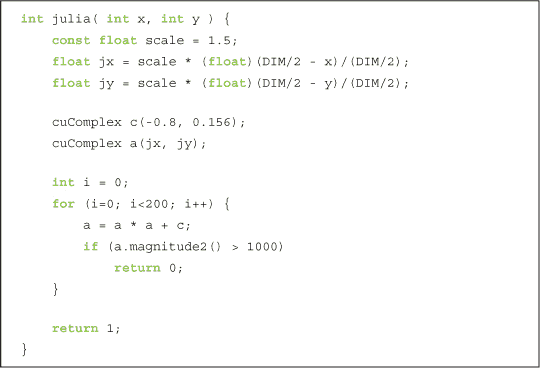 int julia( int x, int y ) {
    const float scale = 1.5;
    float jx = scale * (float)(DIM/2 - x)/(DIM/2);
    float jy = scale * (float)(DIM/2 - y)/(DIM/2);

    cuComplex c(-0.8, 0.156);
    cuComplex a(jx, jy);

    int i = 0;
    for (i=0; i<200; i++) {
        a = a * a + c;
        if (a.magnitude2() > 1000)
            return 0;
    }

    return 1;
}